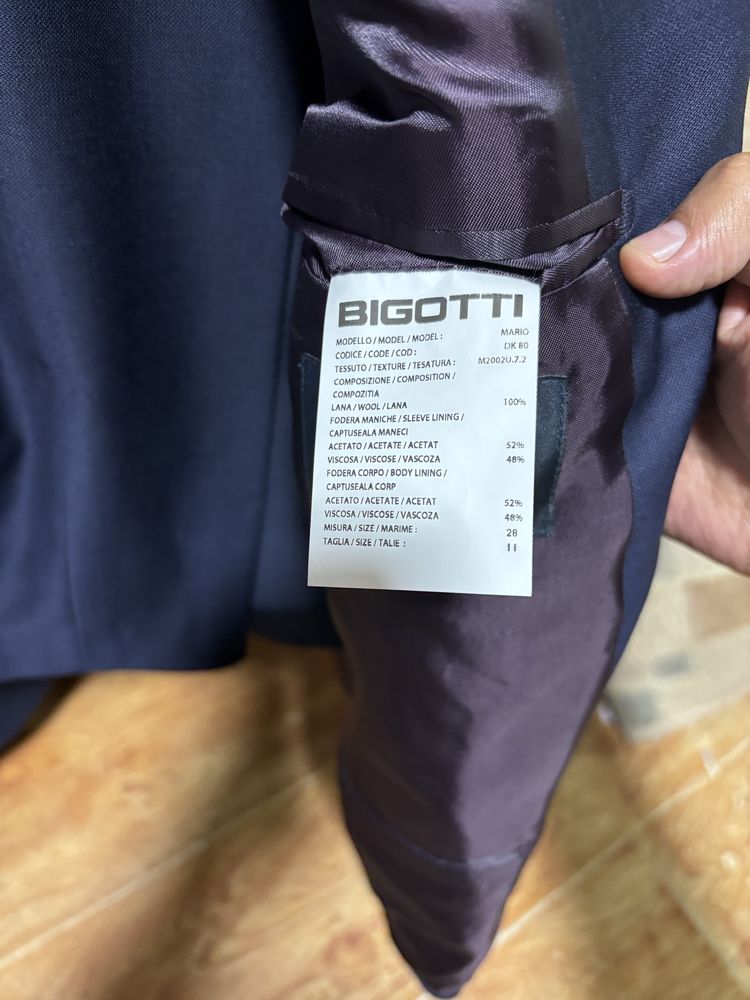 BIGOTTI
MODELLO / MODEL / MODEL : MARIO
CODICE / CODE / COD : DK 80
TESSUTO / TEXTURE / TESATURA : M2002U.7.2
COMPOSIZIONE / COMPOSITION /
COMPOZITIA
LANA / WOOL / LANA 100%
FODERA MANICHE / SLEEVE LINING /
CAPTUSEALA MANECI
ACETATO / ACETATE / ACETAT 52%
VISCOSA / VISCOSE / VASCOZA 48%
FODERA CORPO / BODY LINING /
CAPTUSEALA CORP
ACETATO / ACETATE / ACETAT 52%
VISCOSA / VISCOSE / VASCOZA 48%
MISURA / SIZE / MARIME : 28
TAGLIA / SIZE / TALIE : II